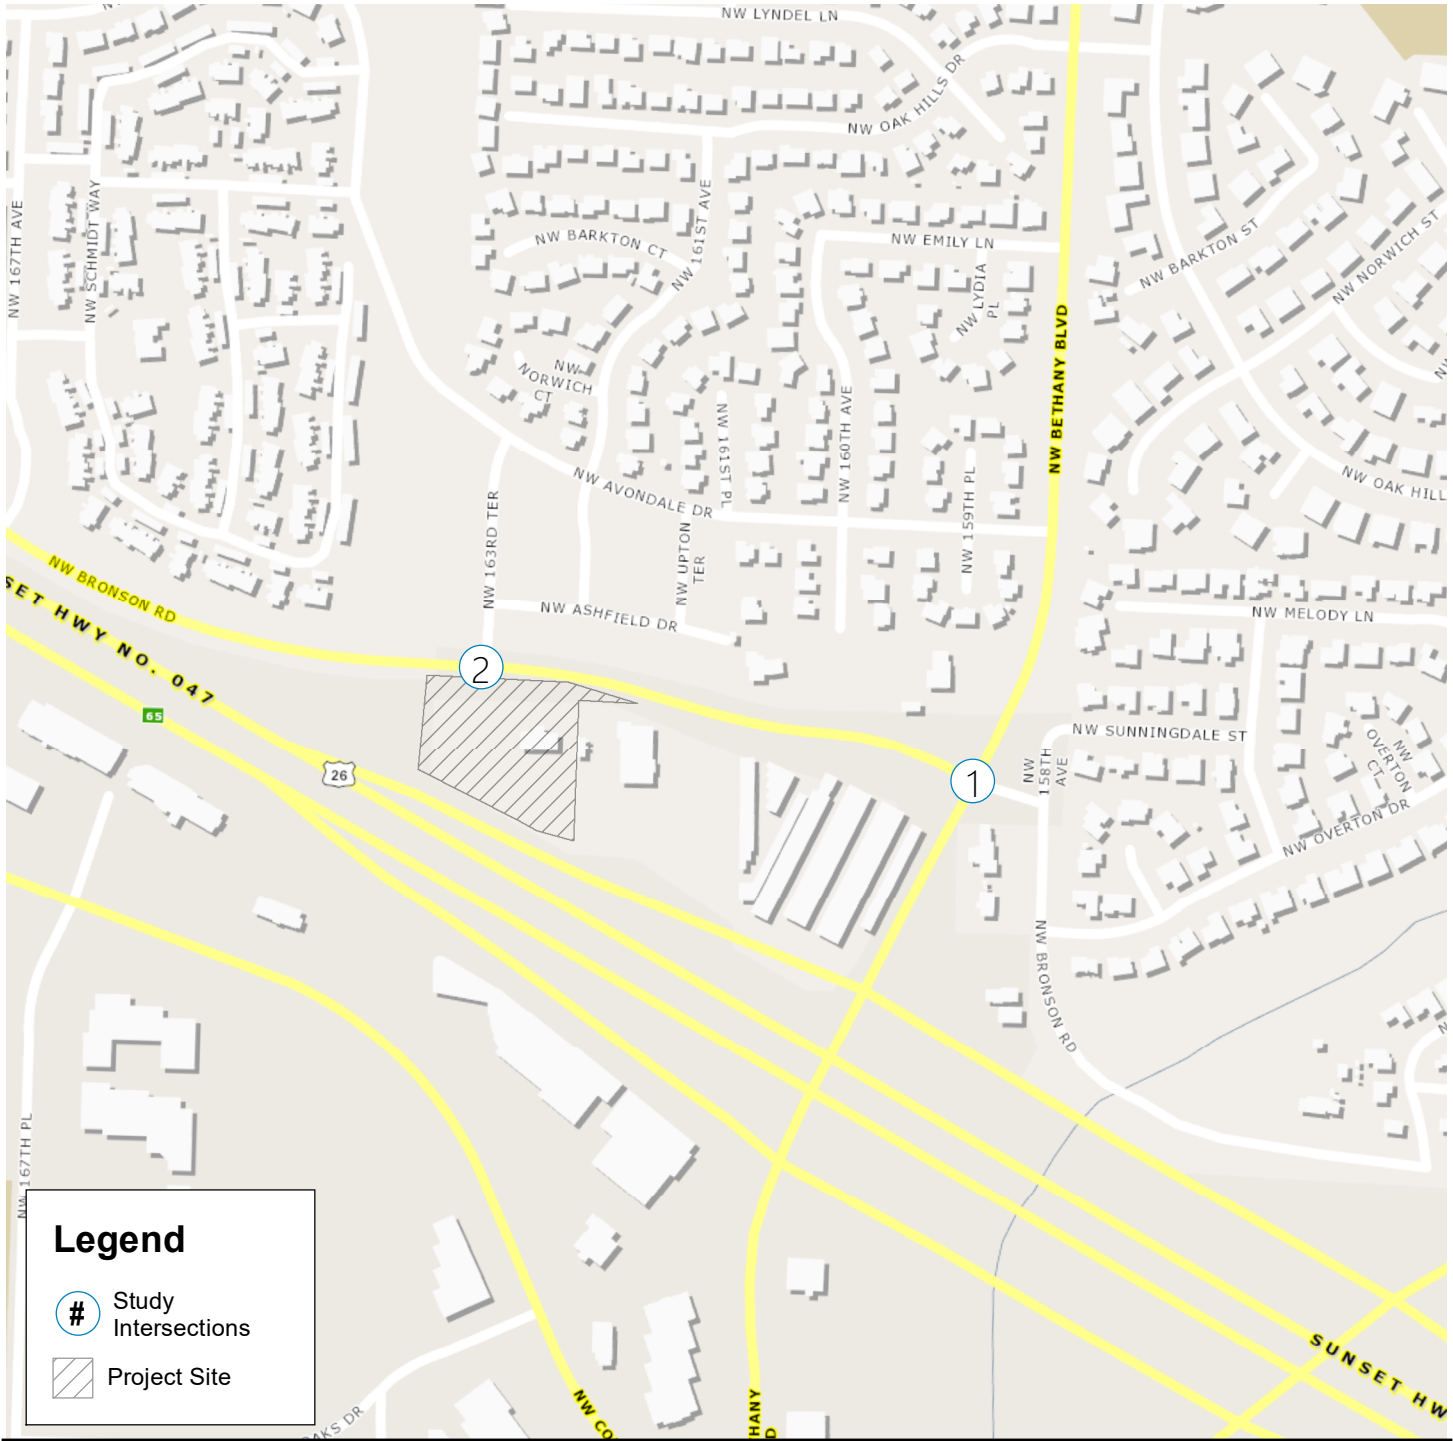 NW LYNDEL LN
NW OAK HILLS DR
NW 167TH AVE
NW SCHMIDT WAY
NW BARKTON CT
NW 161ST AVE
NW EMILY LN
NW LYDIA
PL
NW BARKTON ST
NW NORWICH ST
NW
NORWICH
CT
NW 161ST PL
NW 160TH AVE
NW BETHANY BLVD
NW OAK HILL
NW AVONDALE DR
NW 163RD TER
NW UPTON
TER
NW 159TH PL
NW BRONSON RD
SET HWY NO. 047
NW ASHFIELD DR
NW MELODY LN
2
65
26
1
NW SUNNINGDALE ST
NW
158TH
AVE
NW
OVERTON
CT
NW OVERTON DR
NW BRONSON RD
NW 167TH PL
Legend
# Study
Intersections
Project Site
AKS DR
NW CO
THANY
D
SUNSET HW